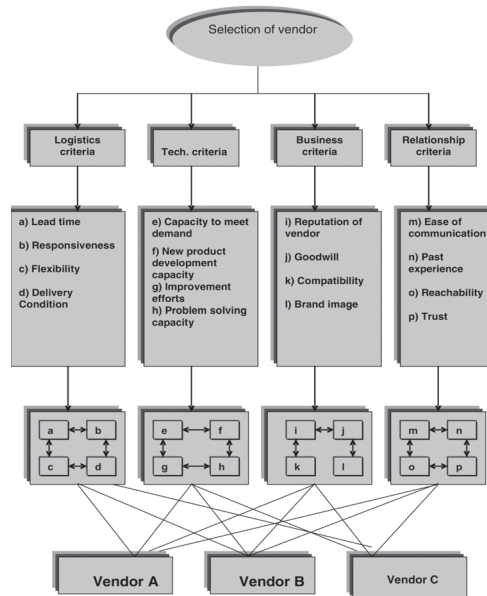 Selection of vendor
Logistics
criteria
Tech. criteria
Business
criteria
Relationship
criteria
a) Lead time
b) Responsiveness
c) Flexibility
d) Delivery
Condition
e) Capacity to meet
demand
f) New product
development
capacity
g) Improvement
efforts
h) Problem solving
capacity
i) Reputation of
vendor
j) Goodwill
k) Compatibility
l) Brand image
m) Ease of
communication
n) Past
experience
o) Reachability
p) Trust
a b
c d
e f
g h
i j
k l
m n
o p
Vendor A
Vendor B
Vendor C